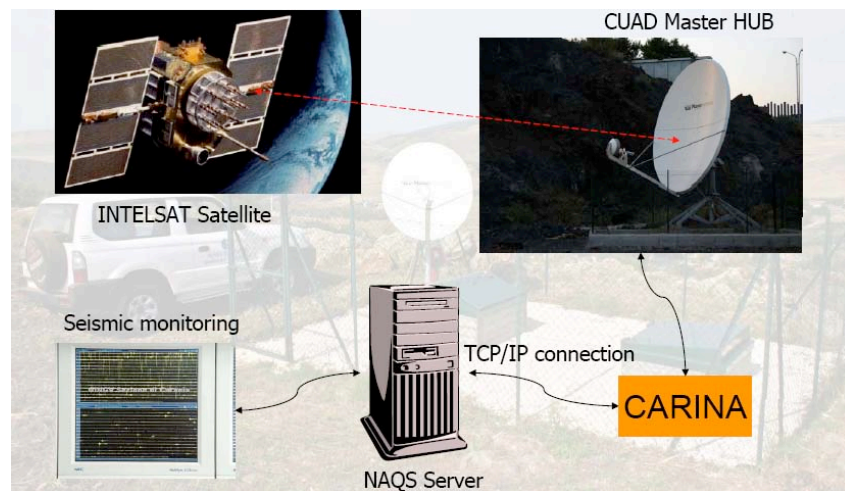 CUAD Master HUB
INTELSAT Satellite
Seismic monitoring
TCP/IP connection
CARINA
NAQS Server